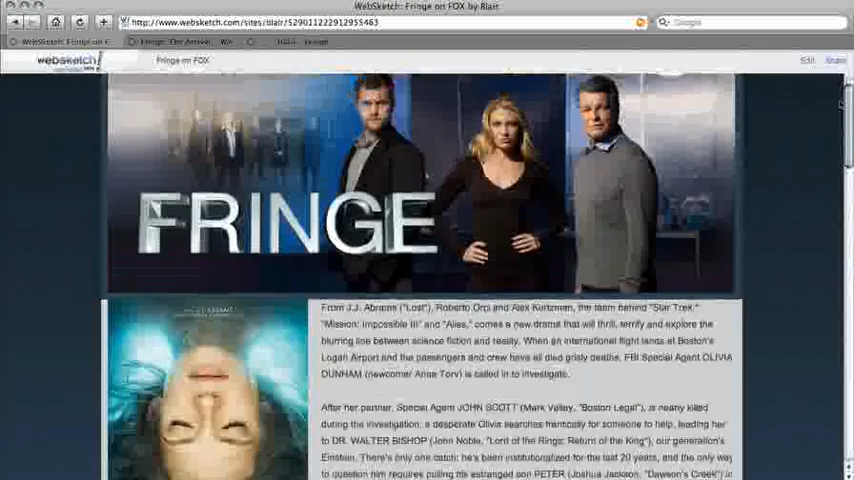 WebSketch: Fringe on FOX by Blair
http://www.websketch.com/sites/blair/529011222912955463
Google
WebSketch: Fringe on F
Fringe: The Arrival
websketch
Fringe on FOX
Edit
Share
FRINGE
From J.J. Abrams ("Lost"), Roberto Orci and Alex Kurtzman, the team behind "Star Trek,"
"Mission: Impossible III" and "Alias," comes a new drama that will thrill, terrify and explore the
blurring line between science fiction and reality. When an international flight lands at Boston's
Logan Airport and the passengers and crew have all died grisly deaths, FBI Special Agent OLIVIA
DUNHAM (newcomer Anna Torv) is called in to investigate.
After her partner, Special Agent JOHN SCOTT (Mark Valley, "Boston Legal"), is nearly killed
during the investigation, a desperate Olivia searches frantically for someone to help, leading her
to DR. WALTER BISHOP (John Noble, "Lord of the Rings: Return of the King"), our generation's
Einstein. There's only one catch: he's been institutionalized for the last 20 years, and the only way
to question him requires pulling his estranged son PETER (Joshua Jackson, "Dawson's Creek") in